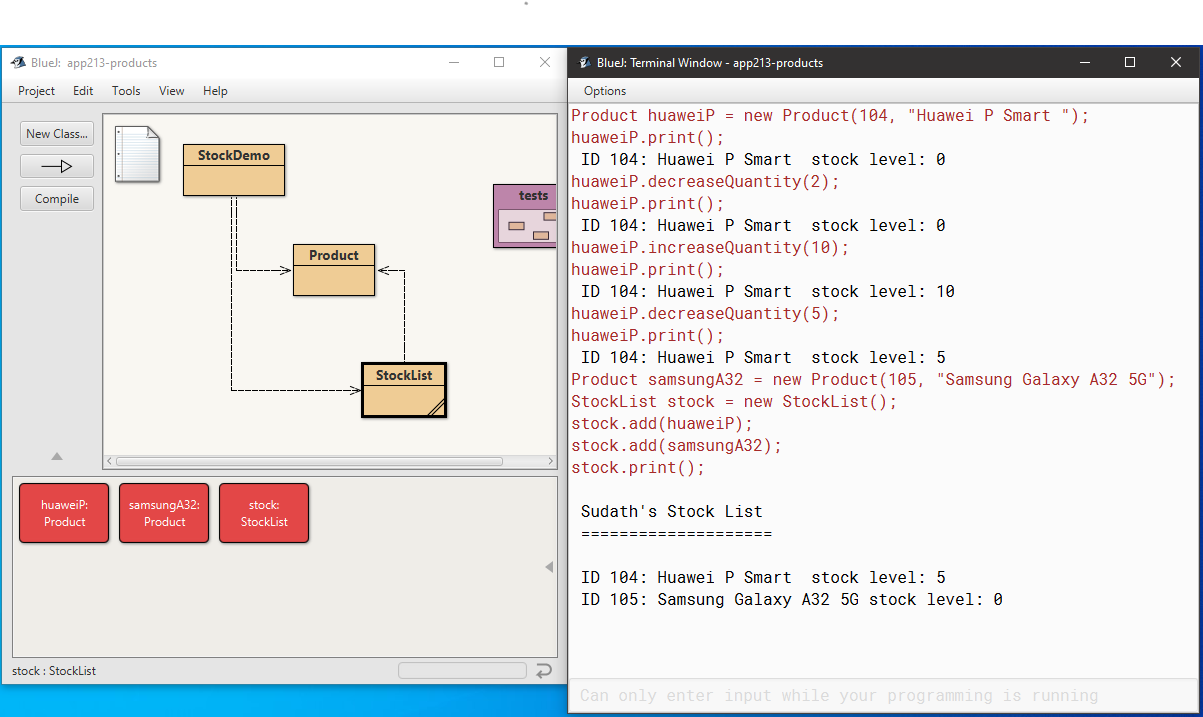 BlueJ: app213-products
Project Edit Tools View Help
New Class...
Compile
StockDemo
tests
Product
StockList
huaweiP:
Product
samsungA32:
Product
stock:
StockList
stock : StockList
BlueJ: Terminal Window - app213-products
Options
Product huaweiP = new Product(104, "Huawei P Smart ");
huaweiP.print();
ID 104: Huawei P Smart  stock level: 0
huaweiP.decreaseQuantity(2);
huaweiP.print();
ID 104: Huawei P Smart  stock level: 0
huaweiP.increaseQuantity(10);
huaweiP.print();
ID 104: Huawei P Smart  stock level: 10
huaweiP.decreaseQuantity(5);
huaweiP.print();
ID 104: Huawei P Smart  stock level: 5
Product samsungA32 = new Product(105, "Samsung Galaxy A32 5G");
StockList stock = new StockList();
stock.add(huaweiP);
stock.add(samsungA32);
stock.print();
Sudath's Stock List
====================
ID 104: Huawei P Smart  stock level: 5
ID 105: Samsung Galaxy A32 5G stock level: 0
Can only enter input while your programming is running